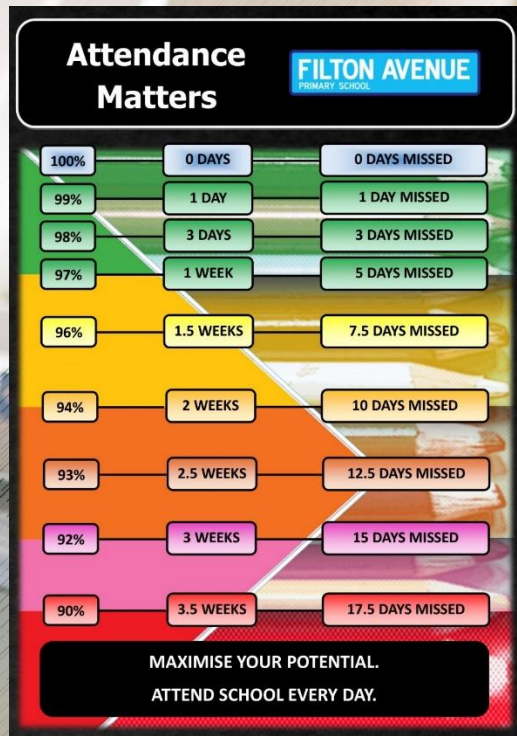 Attendance
Matters
FILTON AVENUE
PRIMARY SCHOOL
100% 0 DAYS 0 DAYS MISSED
99% 1 DAY 1 DAY MISSED
98% 3 DAYS 3 DAYS MISSED
97% 1 WEEK 5 DAYS MISSED
96% 1.5 WEEKS 7.5 DAYS MISSED
94% 2 WEEKS 10 DAYS MISSED
93% 2.5 WEEKS 12.5 DAYS MISSED
92% 3 WEEKS 15 DAYS MISSED
90% 3.5 WEEKS 17.5 DAYS MISSED
MAXIMISE YOUR POTENTIAL.
ATTEND SCHOOL EVERY DAY.